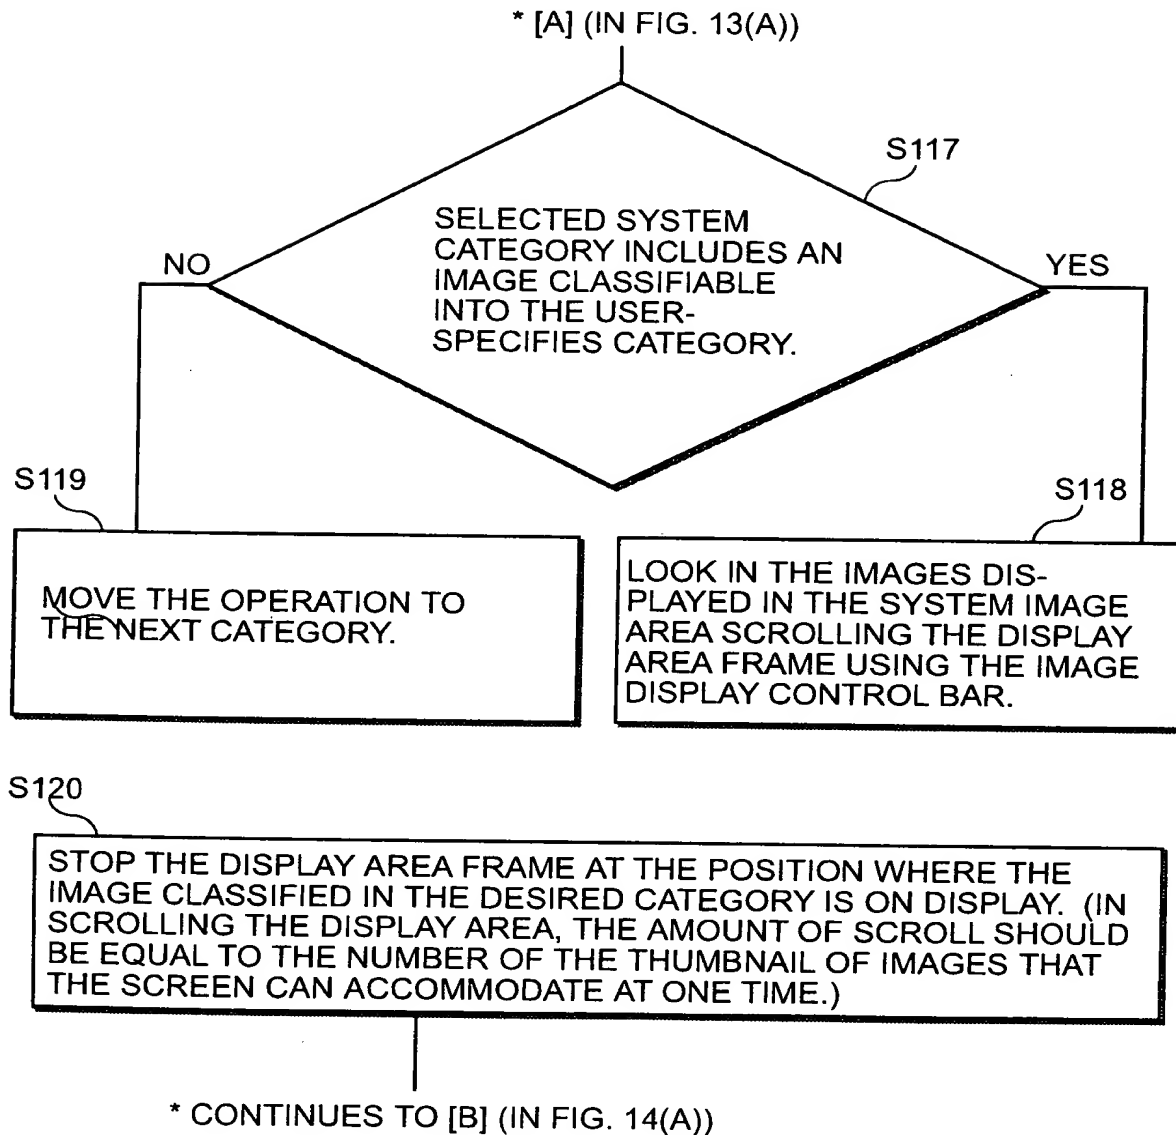 * [A] (IN FIG. 13(A))
S117
SELECTED SYSTEM
CATEGORY INCLUDES AN
IMAGE CLASSIFIABLE
INTO THE USER-
SPECIFIES CATEGORY.
NO
YES
S119
MOVE THE OPERATION TO
THE NEXT CATEGORY.
S118
LOOK IN THE IMAGES DIS-
PLAYED IN THE SYSTEM IMAGE
AREA SCROLLING THE DISPLAY
AREA FRAME USING THE IMAGE
DISPLAY CONTROL BAR.
S120
STOP THE DISPLAY AREA FRAME AT THE POSITION WHERE THE
IMAGE CLASSIFIED IN THE DESIRED CATEGORY IS ON DISPLAY. (IN
SCROLLING THE DISPLAY AREA, THE AMOUNT OF SCROLL SHOULD
BE EQUAL TO THE NUMBER OF THE THUMBNAIL OF IMAGES THAT
THE SCREEN CAN ACCOMMODATE AT ONE TIME.)
* CONTINUES TO [B] (IN FIG. 14(A))